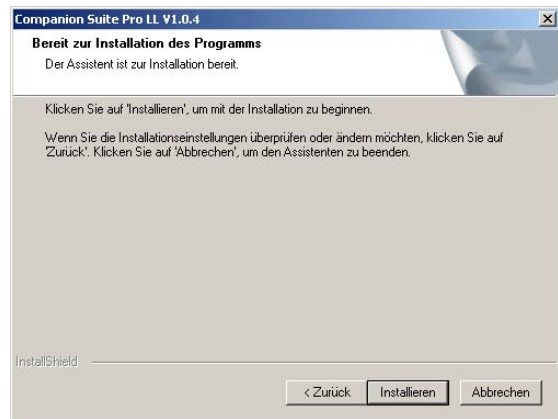 Companion Suite Pro LL V1.0.4
Bereit zur Installation des Programms
Der Assistent ist zur Installation bereit.
Klicken Sie auf 'Installieren', um mit der Installation zu beginnen.
Wenn Sie die Installationseinstellungen überprüfen oder ändern möchten, klicken Sie auf
'Zurück'. Klicken Sie auf 'Abbrechen', um den Assistenten zu beenden.
InstallShield
< Zurück Installieren Abbrechen